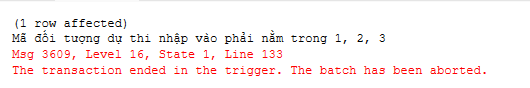 (1 row affected)
Mã đối tượng dự thi nhập vào phải nằm trong 1, 2, 3
Msg 3609, Level 16, State 1, Line 133
The transaction ended in the trigger. The batch has been aborted.